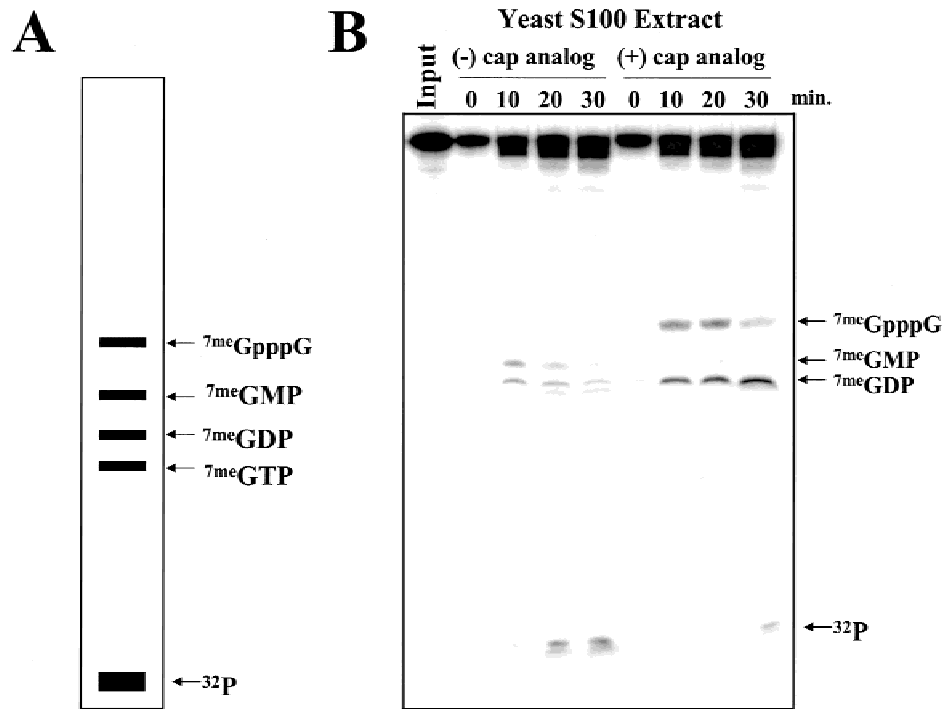 A
⁷ᵐᵉGpppG
⁷ᵐᵉGMP
⁷ᵐᵉGDP
⁷ᵐᵉGTP
³²P
B
Yeast S100 Extract
Input
(-) cap analog (+) cap analog
0 10 20 30 0 10 20 30 min.
⁷ᵐᵉGpppG
⁷ᵐᵉGMP
⁷ᵐᵉGDP
³²P